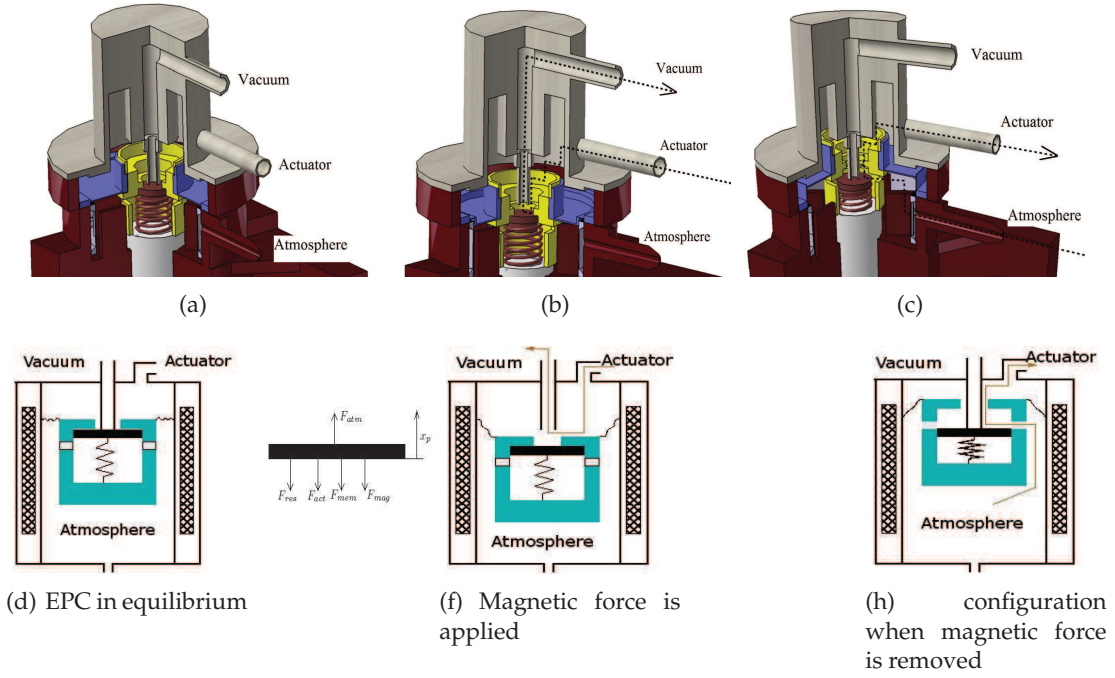 Vacuum
Actuator
Atmosphere
(a)
Vacuum
Actuator
Atmosphere
(b)
Vacuum
Actuator
Atmosphere
(c)
Vacuum
Actuator
Atmosphere
(d) EPC in equilibrium
F_atm
x_p
F_res F_act F_mem F_mag
Vacuum
Actuator
Atmosphere
(f) Magnetic force is
applied
Vacuum
Actuator
Atmosphere
(h) configuration
when magnetic force
is removed